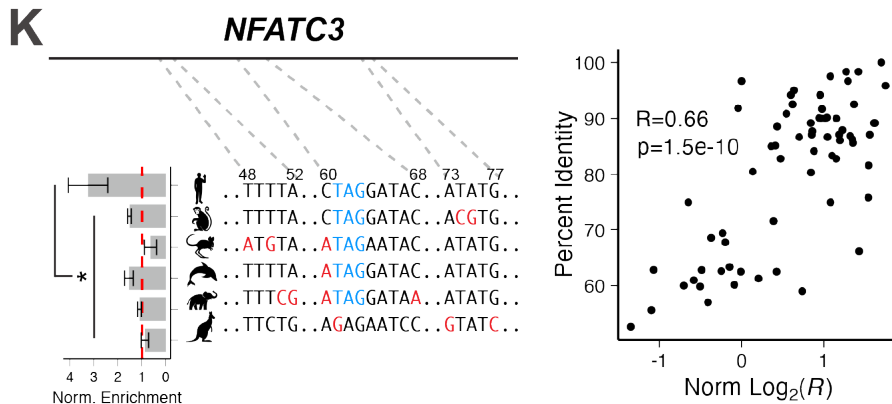 K
NFATC3
48 52 60 68 73 77
..TTTTA..CTAGGATAC..ATATG..
..TTTTA..CTAGGATAC..ACGTG..
..ATGTA..ATAGAATAC..ATATG..
..TTTTA..ATAGGATAC..ATATG..
..TTTCG..ATAGGATAA..ATATG..
..TTCTG..AGAGAATCC..GTATC..
*
4 3 2 1 0
Norm. Enrichment
100
90
80
70
60
Percent Identity
R=0.66
p=1.5e-10
-1 0 1
Norm Log2(R)